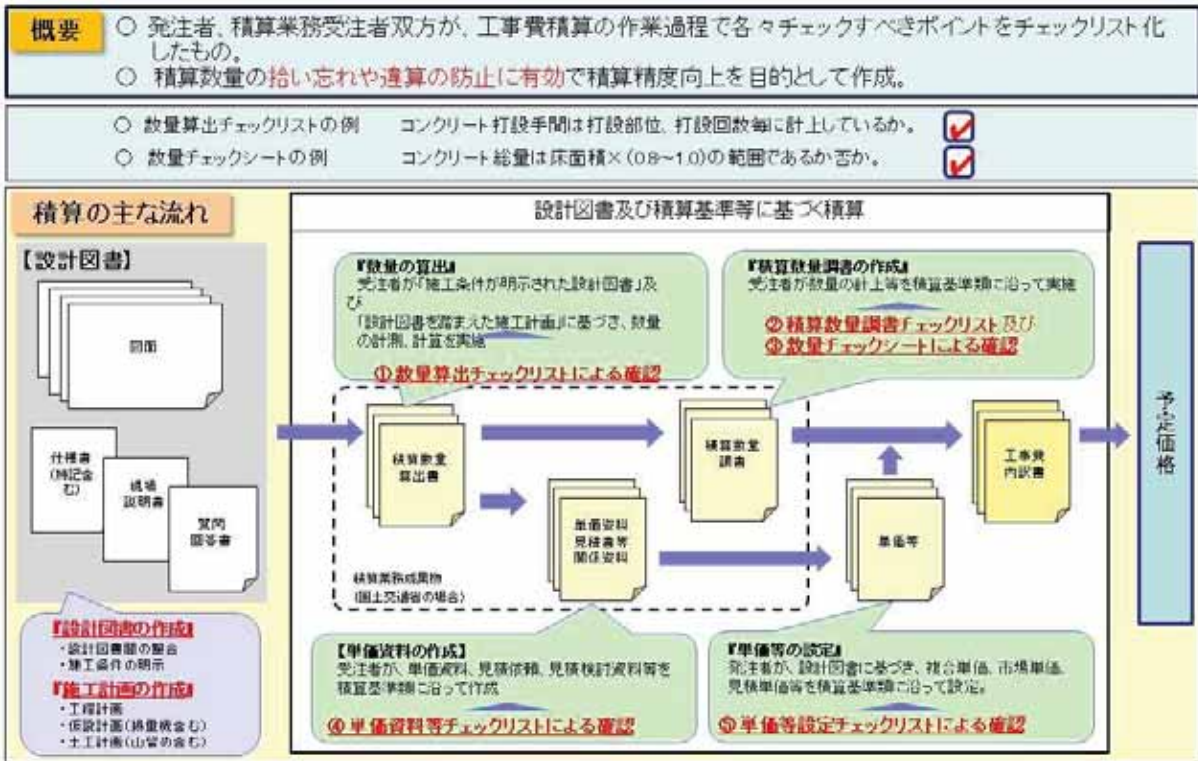 概要
○ 発注者、積算業務受注者双方が、工事費積算の作業過程で各々チェックすべきポイントをチェックリスト化
したもの。
○ 積算数量の拾い忘れや違算の防止に有効で積算精度向上を目的として作成。
○ 数量算出チェックリストの例 コンクリート打設手間は打設部位、打設回数毎に計上しているか。
○ 数量チェックシートの例 コンクリート総量は床面積×(0.8~1.0)の範囲であるか否か。
積算の主な流れ
【設計図書】
図面
仕様書
(特記含
む)
現場
説明書
質問
回答書
『設計図書の作成』
・設計図書間の整合
・施工条件の明示
『施工計画の作成』
・工程計画
・仮設計画(揚重機含む)
・土工計画(山留め含む)
設計図書及び積算基準等に基づく積算
『数量の算出』
受注者が「施工条件が明示された設計図書」及
び
「設計図書を踏まえた施工計画」に基づき、数量
の計測、計算を実施
①数量算出チェックリストによる確認
『積算数量調書の作成』
受注者が数量の計上等を積算基準類に沿って実施
②積算数量調書チェックリスト及び
③数量チェックシートによる確認
積算数量
算出書
積算数量
調書
工事費
内訳書
単価資料
見積書等
関係資料
単価等
積算業務成果物
(国土交通省の場合)
【単価資料の作成】
受注者が、単価資料、見積依頼、見積検討資料等を
積算基準類に沿って作成
④単価資料等チェックリストによる確認
『単価等の設定』
発注者が、設計図書に基づき、複合単価、市場単価、
見積単価等を積算基準類に沿って設定。
⑤単価等設定チェックリストによる確認
予定価格